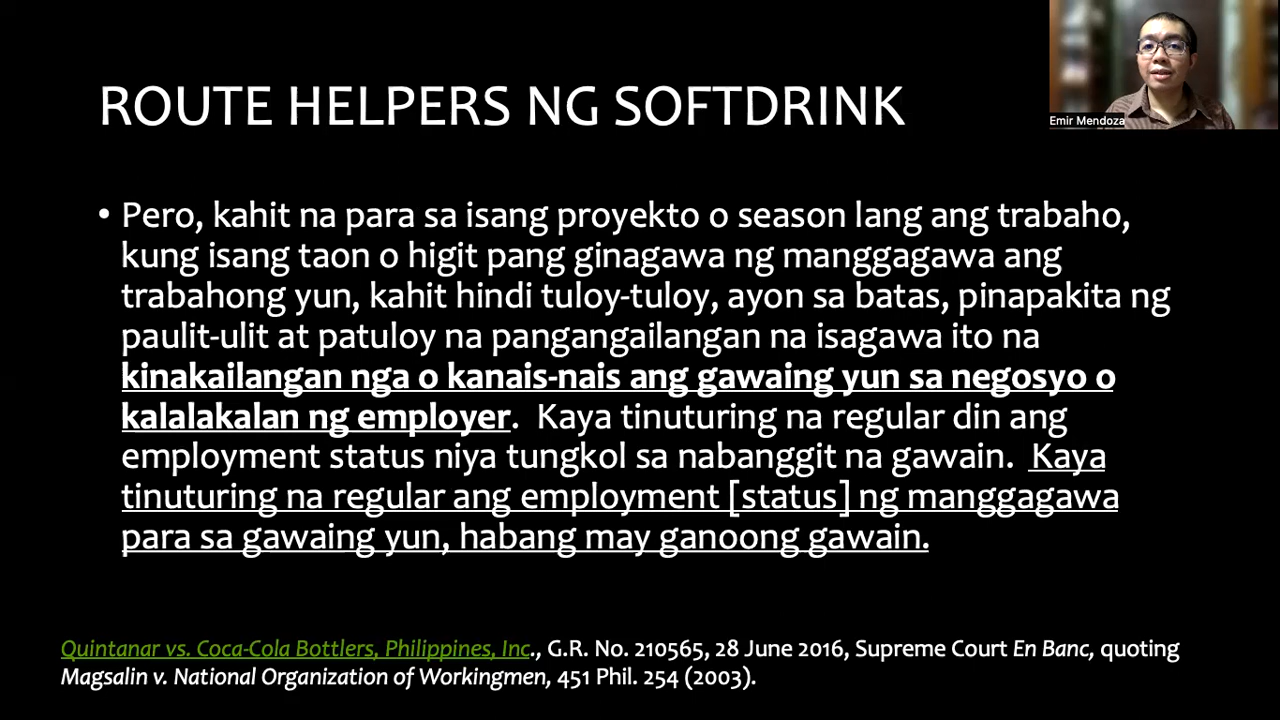 Emir Mendoza
ROUTE HELPERS NG SOFTDRINK
• Pero, kahit na para sa isang proyekto o season lang ang trabaho,
kung isang taon o higit pang ginagawa ng manggagawa ang
trabahong yun, kahit hindi tuloy-tuloy, ayon sa batas, pinapakita ng
paulit-ulit at patuloy na pangangailangan na isagawa ito na
kinakailangan nga o kanais-nais ang gawaing yun sa negosyo o
kalalakalan ng employer. Kaya tinuturing na regular din ang
employment status niya tungkol sa nabanggit na gawain. Kaya
tinuturing na regular ang employment [status] ng manggagawa
para sa gawaing yun, habang may ganoong gawain.
Quintanar vs. Coca-Cola Bottlers, Philippines, Inc., G.R. No. 210565, 28 June 2016, Supreme Court En Banc, quoting
Magsalin v. National Organization of Workingmen, 451 Phil. 254 (2003).